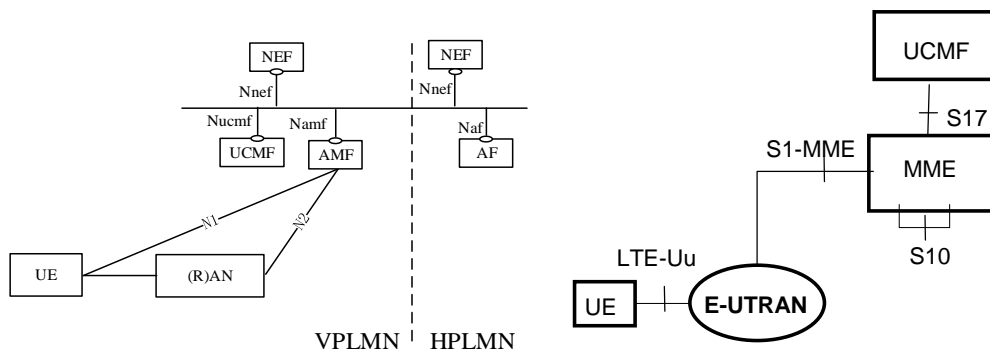 NEF
NEF
Nnef
Nnef
Nucmf
Namf
Naf
UCMF
AMF
AF
N1
N2
UE
(R)AN
VPLMN
HPLMN
UCMF
S17
S1-MME
MME
S10
LTE-Uu
UE
E-UTRAN